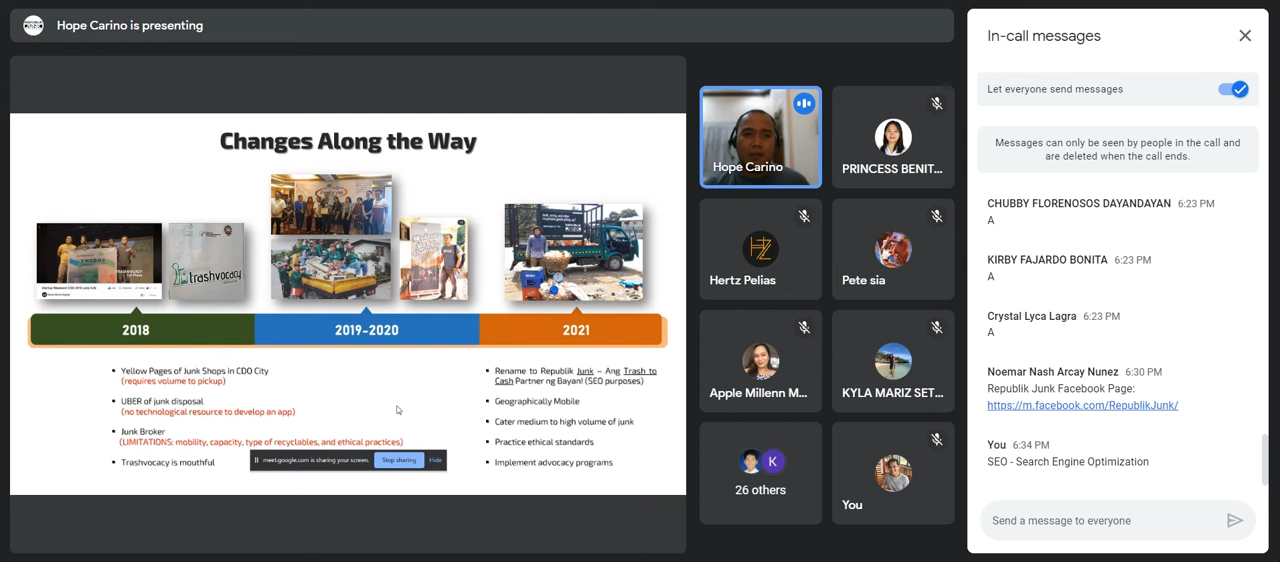 Hope Carino is presenting
Changes Along the Way
trashvocacy
2018
2019-2020
2021
Yellow Pages of Junk Shops in CDO City
(requires volume to pickup)
UBER of junk disposal
(no technological resource to develop an app)
Junk Broker
(LIMITATIONS: mobility, capacity, type of recyclables, and ethical practices)
Trashvocacy is mouthful
Rename to Republik Junk – Ang Trash to
Cash Partner ng Bayan! (SEO purposes)
Geographically Mobile
Cater medium to high volume of junk
Practice ethical standards
Implement advocacy programs
meet.google.com is sharing your screen.
Stop sharing
Hide
Hope Carino
PRINCESS BENIT...
Hertz Pelias
Pete sia
Apple Millenn M...
KYLA MARIZ SET...
K
26 others
You
In-call messages
Let everyone send messages
Messages can only be seen by people in the call and
are deleted when the call ends.
CHUBBY FLORENOSOS DAYANDAYAN 6:23 PM
A
KIRBY FAJARDO BONITA 6:23 PM
A
Crystal Lyca Lagra 6:23 PM
A
Noemar Nash Arcay Nunez 6:30 PM
Republik Junk Facebook Page:
https://m.facebook.com/RepublikJunk/
You 6:34 PM
SEO - Search Engine Optimization
Send a message to everyone